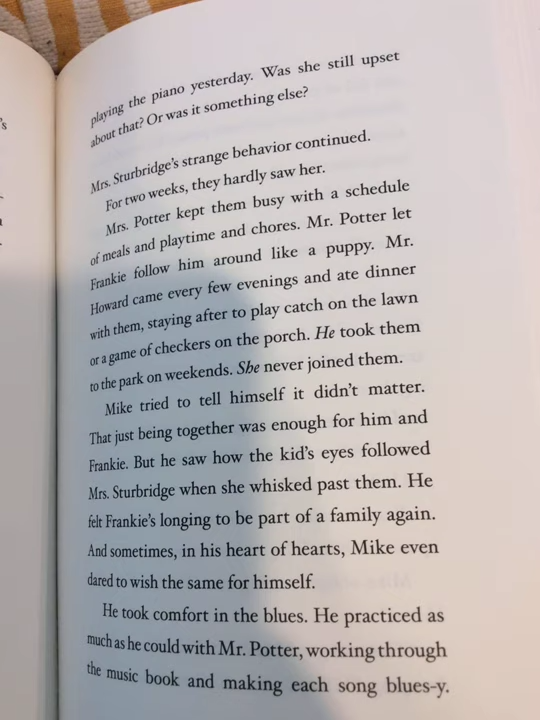 playing the piano yesterday. Was she still upset
about that? Or was it something else?
Mrs. Sturbridge's strange behavior continued.
For two weeks, they hardly saw her.
Mrs. Potter kept them busy with a schedule
of meals and playtime and chores. Mr. Potter let
Frankie follow him around like a puppy. Mr.
Howard came every few evenings and ate dinner
with them, staying after to play catch on the lawn
or a game of checkers on the porch. He took them
to the park on weekends. She never joined them.
Mike tried to tell himself it didn't matter.
That just being together was enough for him and
Frankie. But he saw how the kid's eyes followed
Mrs. Sturbridge when she whisked past them. He
felt Frankie's longing to be part of a family again.
And sometimes, in his heart of hearts, Mike even
dared to wish the same for himself.
He took comfort in the blues. He practiced as
much as he could with Mr. Potter, working through
the music book and making each song blues-y.